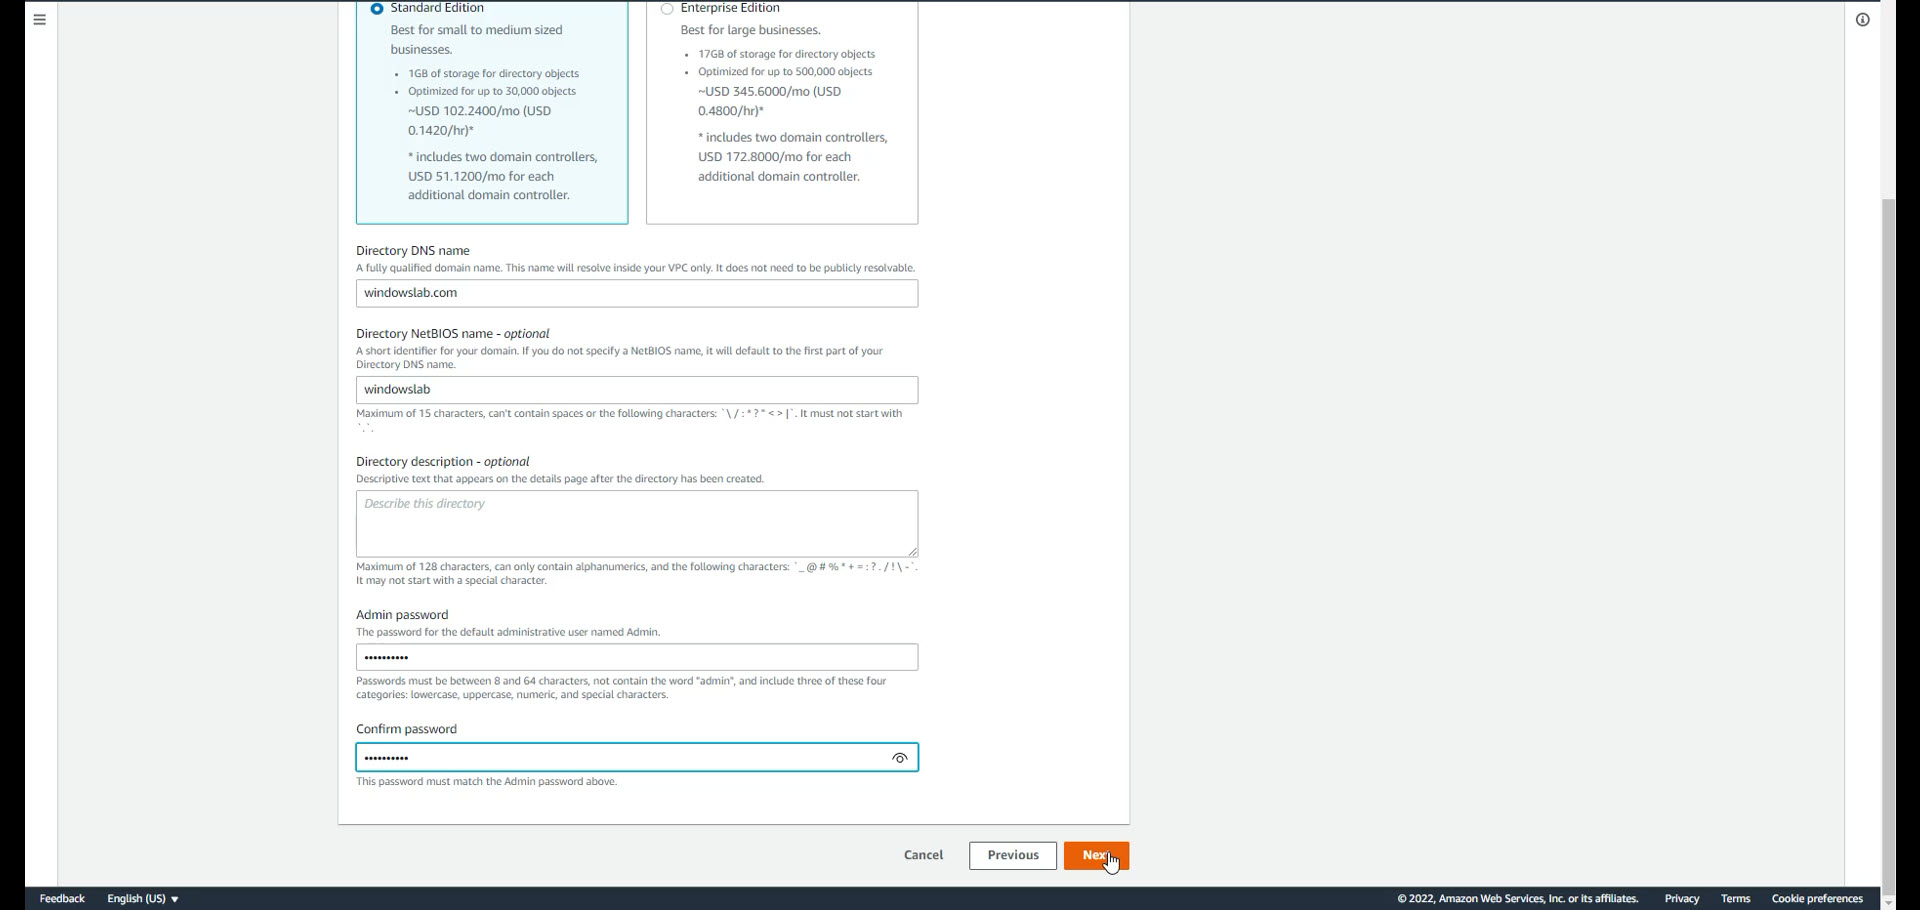 Standard Edition
Best for small to medium sized
businesses.
• 1GB of storage for directory objects
• Optimized for up to 30,000 objects
~USD 102.2400/mo (USD
0.1420/hr)*
* includes two domain controllers,
USD 51.1200/mo for each
additional domain controller.
Enterprise Edition
Best for large businesses.
• 17GB of storage for directory objects
• Optimized for up to 500,000 objects
~USD 345.6000/mo (USD
0.4800/hr)*
* includes two domain controllers,
USD 172.8000/mo for each
additional domain controller.
Directory DNS name
A fully qualified domain name. This name will resolve inside your VPC only. It does not need to be publicly resolvable.
windowslab.com
Directory NetBIOS name - optional
A short identifier for your domain. If you do not specify a NetBIOS name, it will default to the first part of your
Directory DNS name.
windowslab
Maximum of 15 characters, can't contain spaces or the following characters: `\ / : * ? " < > |`. It must not start with
`.`.
Directory description - optional
Descriptive text that appears on the details page after the directory has been created.
Describe this directory
Maximum of 128 characters, can only contain alphanumerics, and the following characters: `_ @ # % * + = : ? . / ! \ -`.
It may not start with a special character.
Admin password
The password for the default administrative user named Admin.
••••••••••
Passwords must be between 8 and 64 characters, not contain the word "admin", and include three of these four
categories: lowercase, uppercase, numeric, and special characters.
Confirm password
••••••••••
This password must match the Admin password above.
Cancel Previous Next
Feedback English (US) © 2022, Amazon Web Services, Inc. or its affiliates. Privacy Terms Cookie preferences